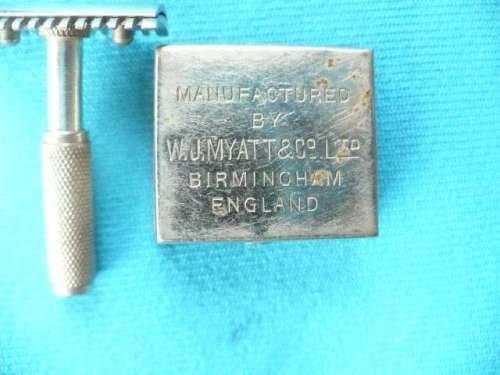 MANUFACTURED
BY
W.J.MYATT & Cº. LTD
BIRMINGHAM
ENGLAND